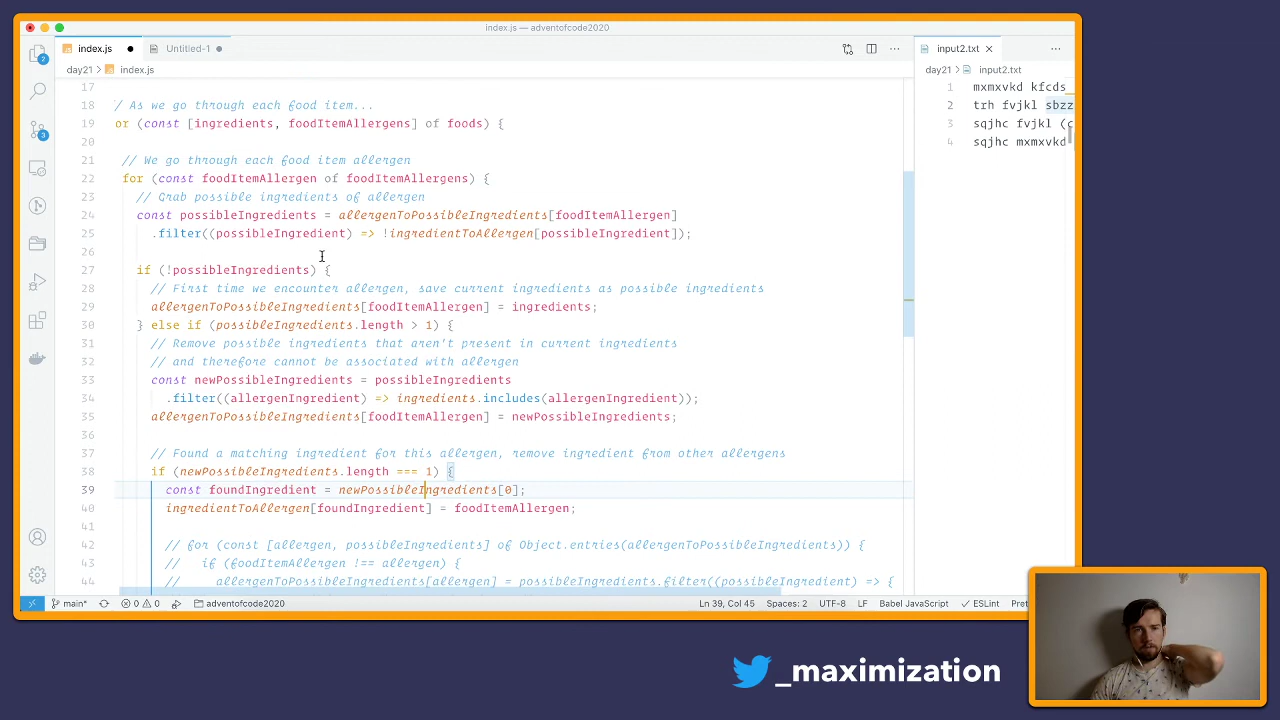 index.js — adventofcode2020
index.js
Untitled-1
input2.txt
day21 > index.js
day21 > input2.txt
17
18 / As we go through each food item...
19 or (const [ingredients, foodItemAllergens] of foods) {
20
21 // We go through each food item allergen
22 for (const foodItemAllergen of foodItemAllergens) {
23 // Grab possible ingredients of allergen
24 const possibleIngredients = allergenToPossibleIngredients[foodItemAllergen]
25 .filter((possibleIngredient) => !ingredientToAllergen[possibleIngredient]);
26
27 if (!possibleIngredients) {
28 // First time we encounter allergen, save current ingredients as possible ingredients
29 allergenToPossibleIngredients[foodItemAllergen] = ingredients;
30 } else if (possibleIngredients.length > 1) {
31 // Remove possible ingredients that aren't present in current ingredients
32 // and therefore cannot be associated with allergen
33 const newPossibleIngredients = possibleIngredients
34 .filter((allergenIngredient) => ingredients.includes(allergenIngredient));
35 allergenToPossibleIngredients[foodItemAllergen] = newPossibleIngredients;
36
37 // Found a matching ingredient for this allergen, remove ingredient from other allergens
38 if (newPossibleIngredients.length === 1) {
39 const foundIngredient = newPossibleIngredients[0];
40 ingredientToAllergen[foundIngredient] = foodItemAllergen;
41
42 // for (const [allergen, possibleIngredients] of Object.entries(allergenToPossibleIngredients)) {
43 // if (foodItemAllergen !== allergen) {
44 // allergenToPossibleIngredients[allergen] = possibleIngredients.filter((possibleIngredient) => {
1 mxmxvkd kfcds
2 trh fvjkl sbzz
3 sqjhc fvjkl (c
4 sqjhc mxmxvkd
2
3
main*
0 0
adventofcode2020
Ln 39, Col 45
Spaces: 2
UTF-8
LF
Babel JavaScript
ESLint
Pret
_maximization